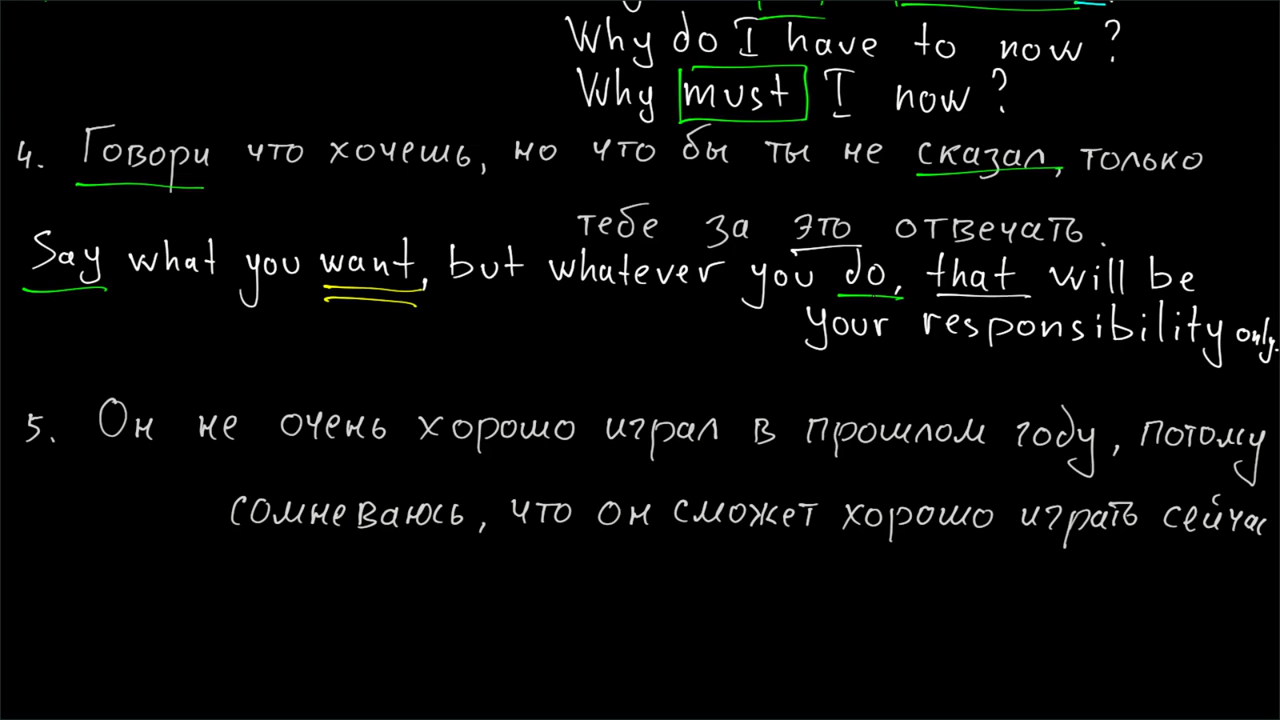 Why do I have to now?
Why must I now?
4. Говори что хочешь, но что бы ты не сказал, только
тебе за это отвечать.
Say what you want, but whatever you do, that will be
your responsibility only.
5. Он не очень хорошо играл в прошлом году, потому
сомневаюсь, что он сможет хорошо играть сейчас